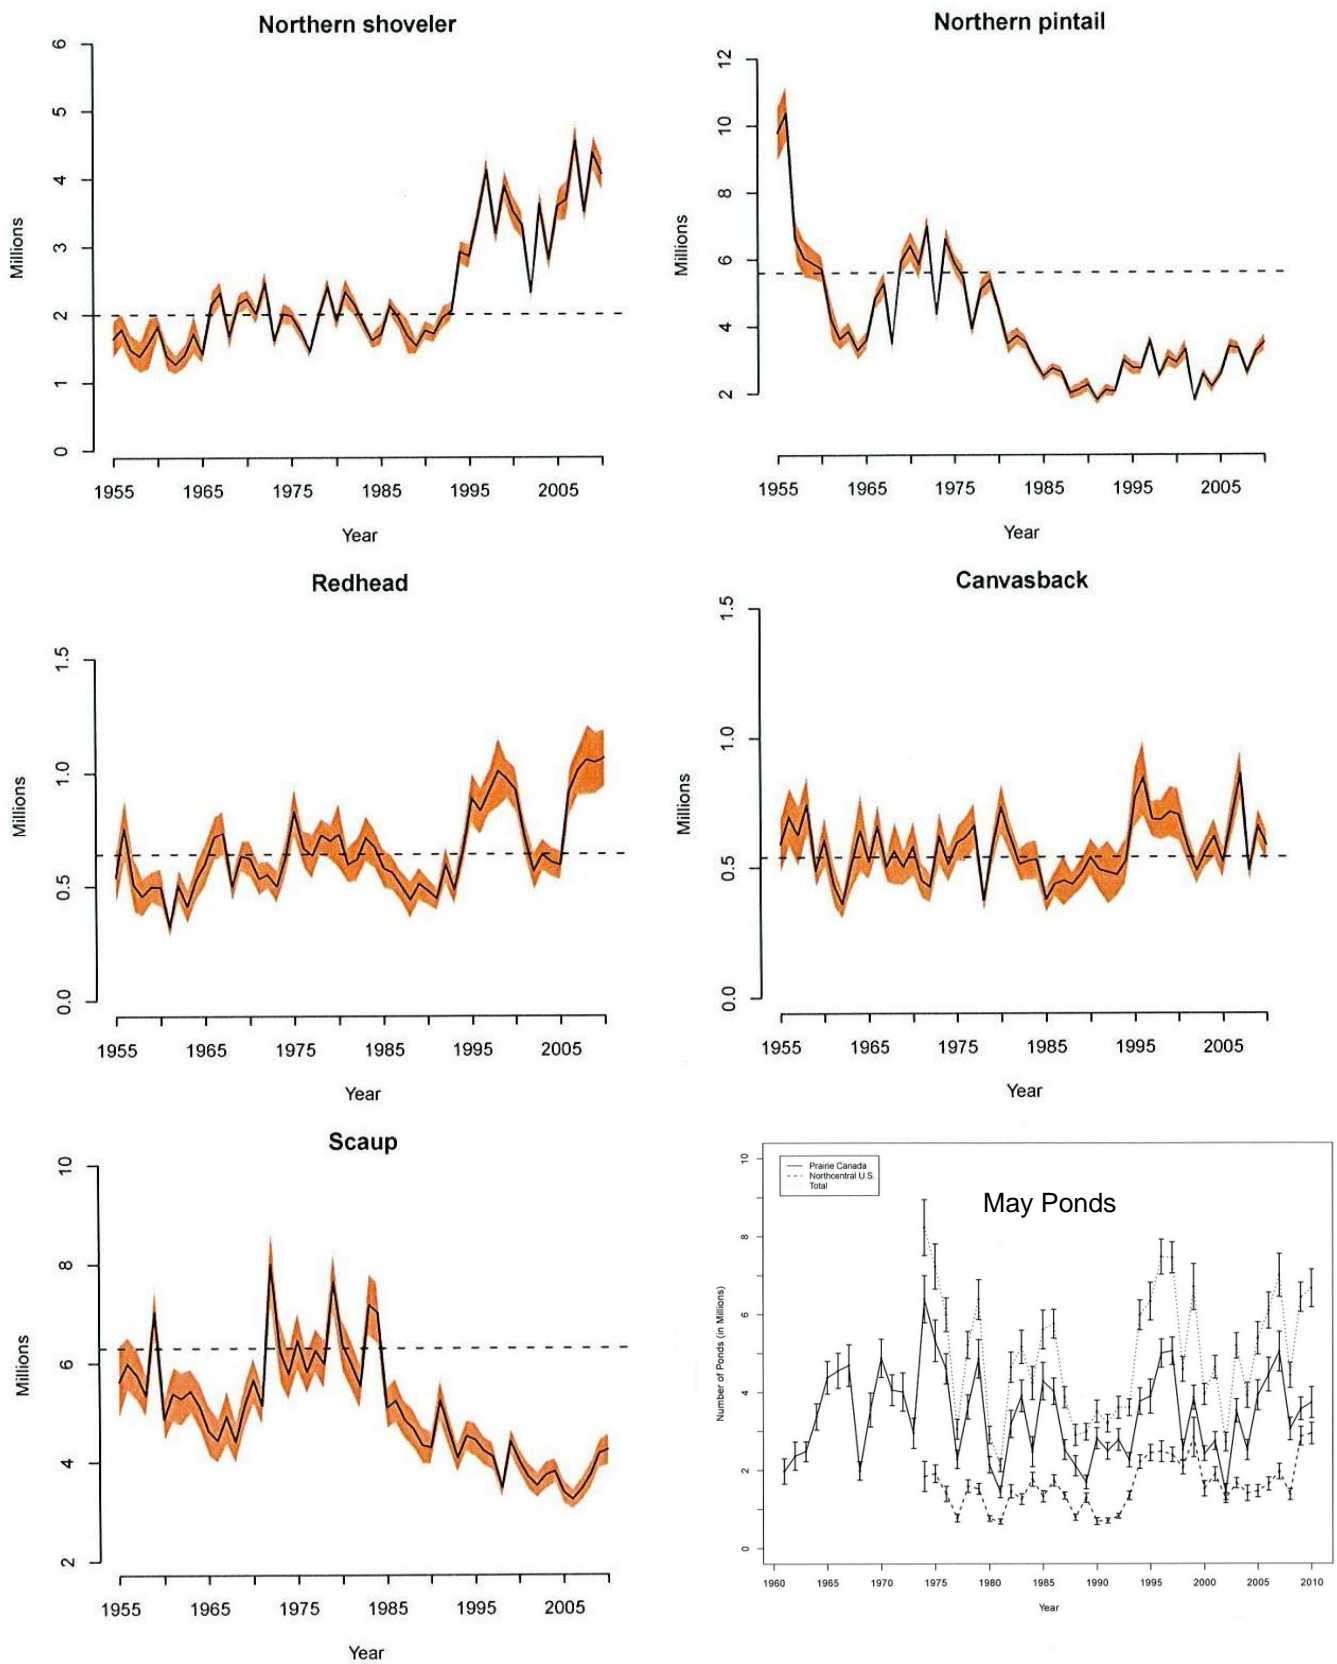 Northern shoveler
6
5
4
3
2
1
0
Millions
1955 1965 1975 1985 1995 2005
Year
Northern pintail
12
10
8
6
4
2
Millions
1955 1965 1975 1985 1995 2005
Year
Redhead
1.5
1.0
0.5
0.0
Millions
1955 1965 1975 1985 1995 2005
Year
Canvasback
1.5
1.0
0.5
0.0
Millions
1955 1965 1975 1985 1995 2005
Year
Scaup
10
8
6
4
2
Millions
1955 1965 1975 1985 1995 2005
Year
May Ponds
Prairie Canada
Northcentral U.S.
Total
10
8
6
4
2
0
Number of Ponds (in Millions)
1960 1965 1970 1975 1980 1985 1990 1995 2000 2005 2010
Year